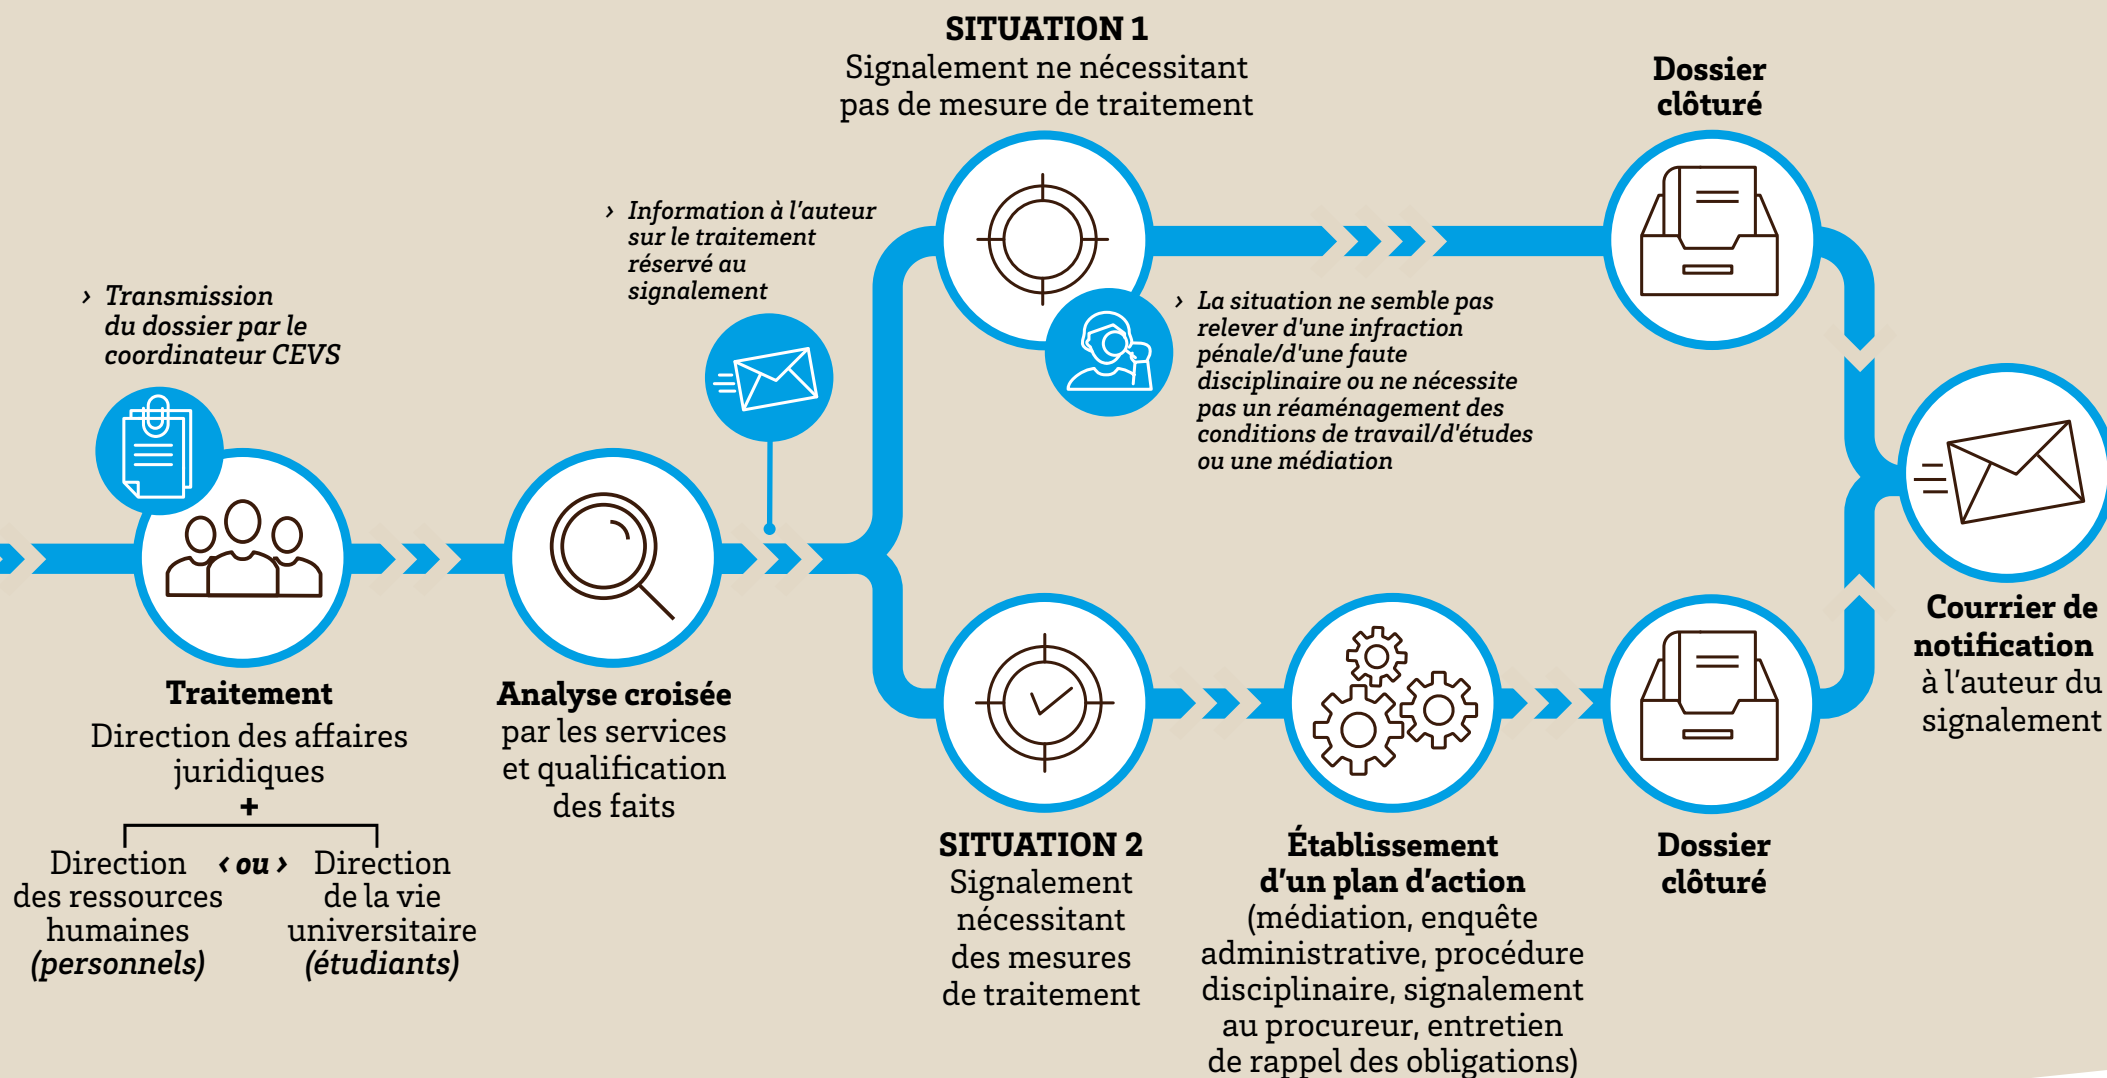 › Transmission
du dossier par le
coordinateur CEVS
Traitement
Direction des affaires
juridiques
+
Direction
des ressources
humaines
(personnels)
‹ ou ›
Direction
de la vie
universitaire
(étudiants)
Analyse croisée
par les services
et qualification
des faits
› Information à l'auteur
sur le traitement
réservé au
signalement
SITUATION 1
Signalement ne nécessitant
pas de mesure de traitement
› La situation ne semble pas
relever d'une infraction
pénale/d'une faute
disciplinaire ou ne nécessite
pas un réaménagement des
conditions de travail/d'études
ou une médiation
Dossier
clôturé
SITUATION 2
Signalement
nécessitant
des mesures
de traitement
Établissement
d'un plan d'action
(médiation, enquête
administrative, procédure
disciplinaire, signalement
au procureur, entretien
de rappel des obligations)
Dossier
clôturé
Courrier de
notification
à l'auteur du
signalement